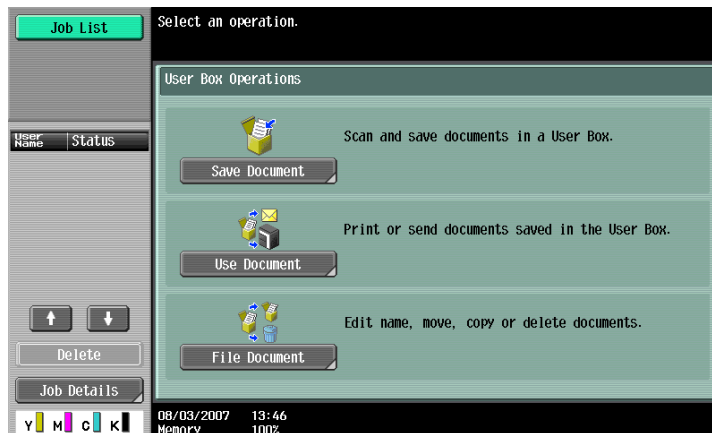 Job List
Select an operation.
User Box Operations
User Name Status
Scan and save documents in a User Box.
Save Document
Print or send documents saved in the User Box.
Use Document
Edit name, move, copy or delete documents.
File Document
Delete
Job Details
Y M C K
08/03/2007 13:46
Memory 100%